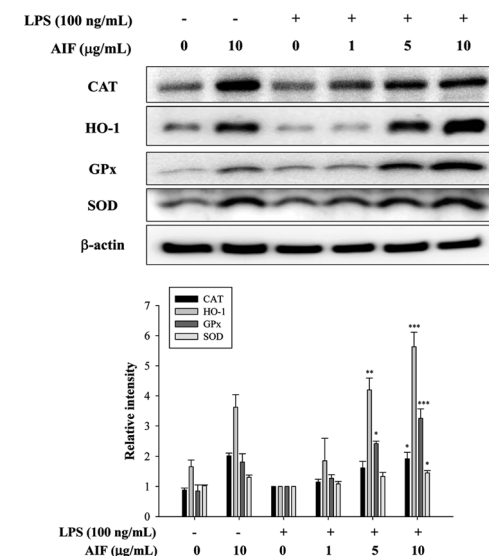 LPS (100 ng/mL) - - + + + +
AIF (μg/mL) 0 10 0 1 5 10
CAT
HO-1
GPx
SOD
β-actin
7
6
5
4
3
2
1
0
Relative intensity
CAT
HO-1
GPx
SOD
** * * *** *** *
LPS (100 ng/mL) - - + + + +
AIF (μg/mL) 0 10 0 1 5 10